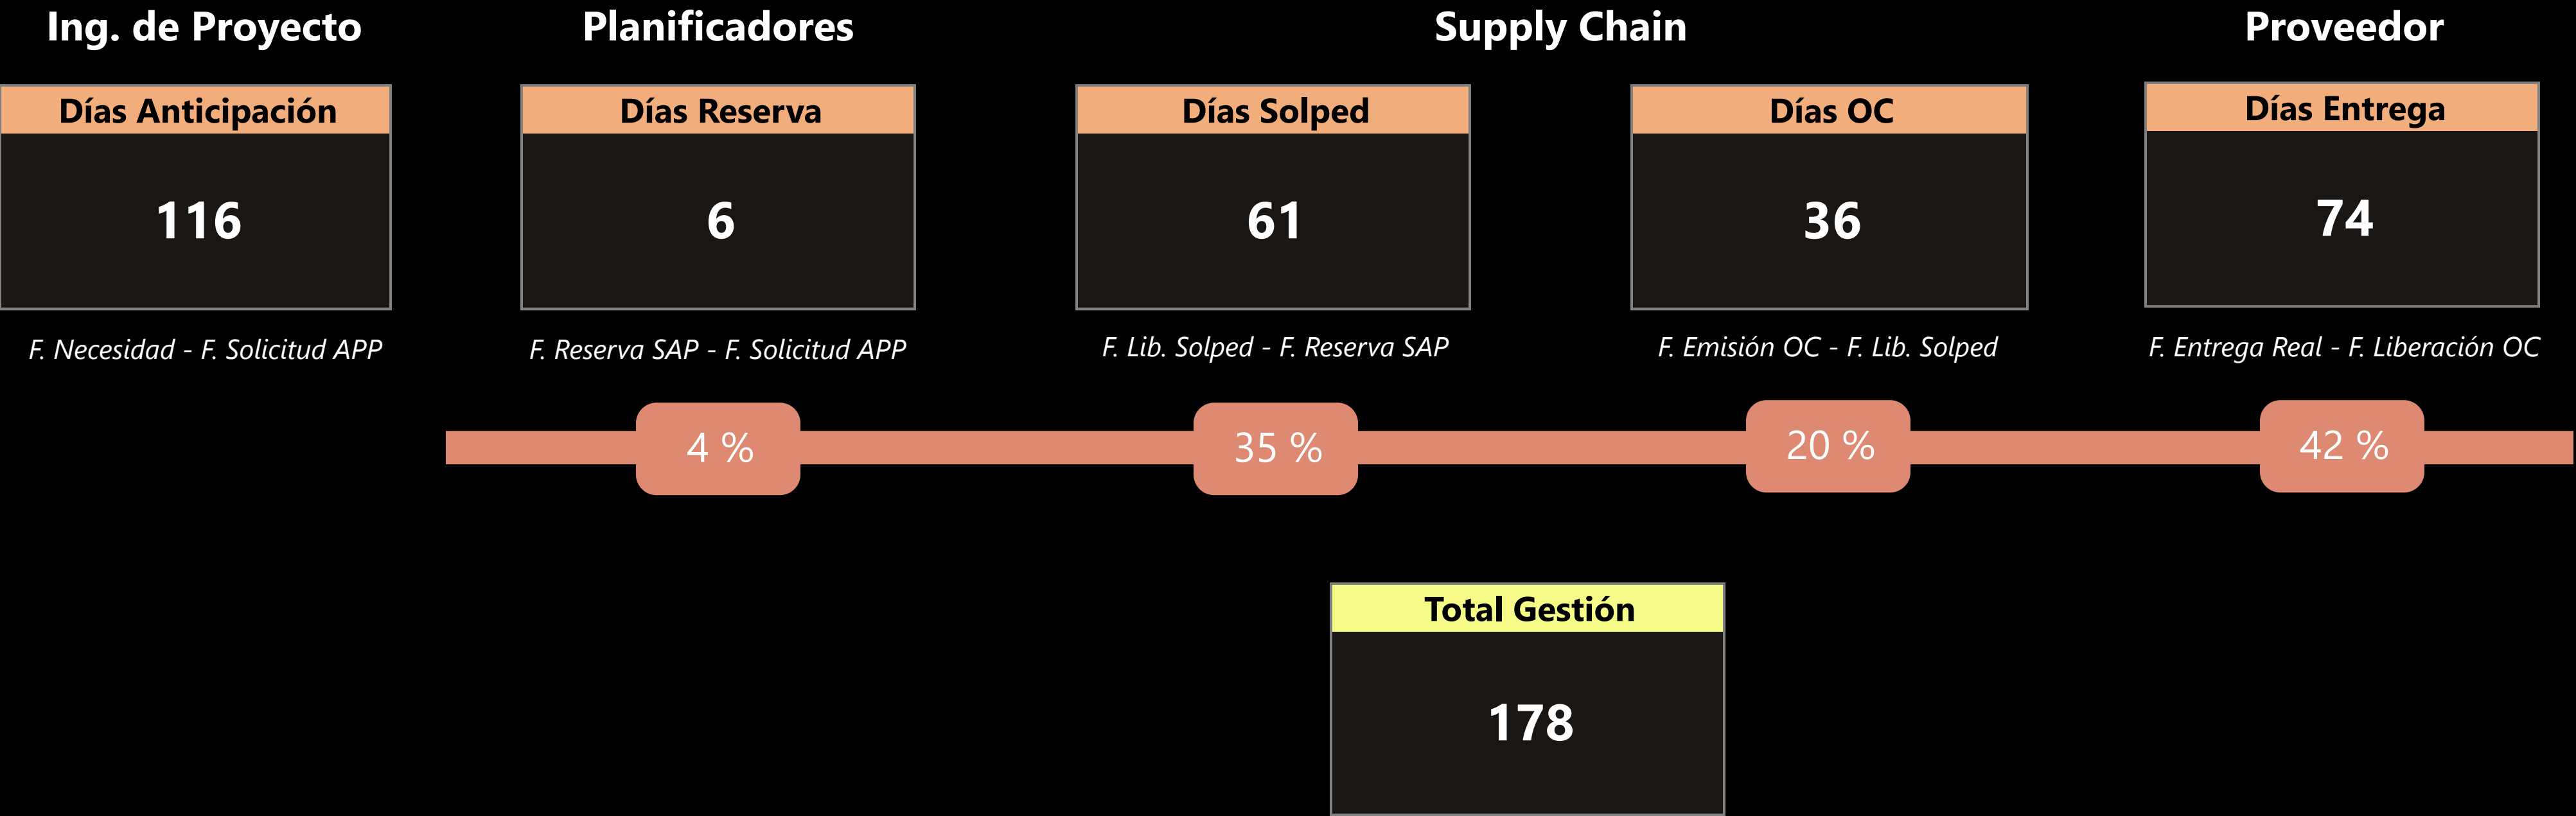 Ing. de Proyecto
Planificadores
Supply Chain
Proveedor
Días Anticipación
116
F. Necesidad - F. Solicitud APP
Días Reserva
6
F. Reserva SAP - F. Solicitud APP
Días Solped
61
F. Lib. Solped - F. Reserva SAP
Días OC
36
F. Emisión OC - F. Lib. Solped
Días Entrega
74
F. Entrega Real - F. Liberación OC
4 %
35 %
20 %
42 %
Total Gestión
178